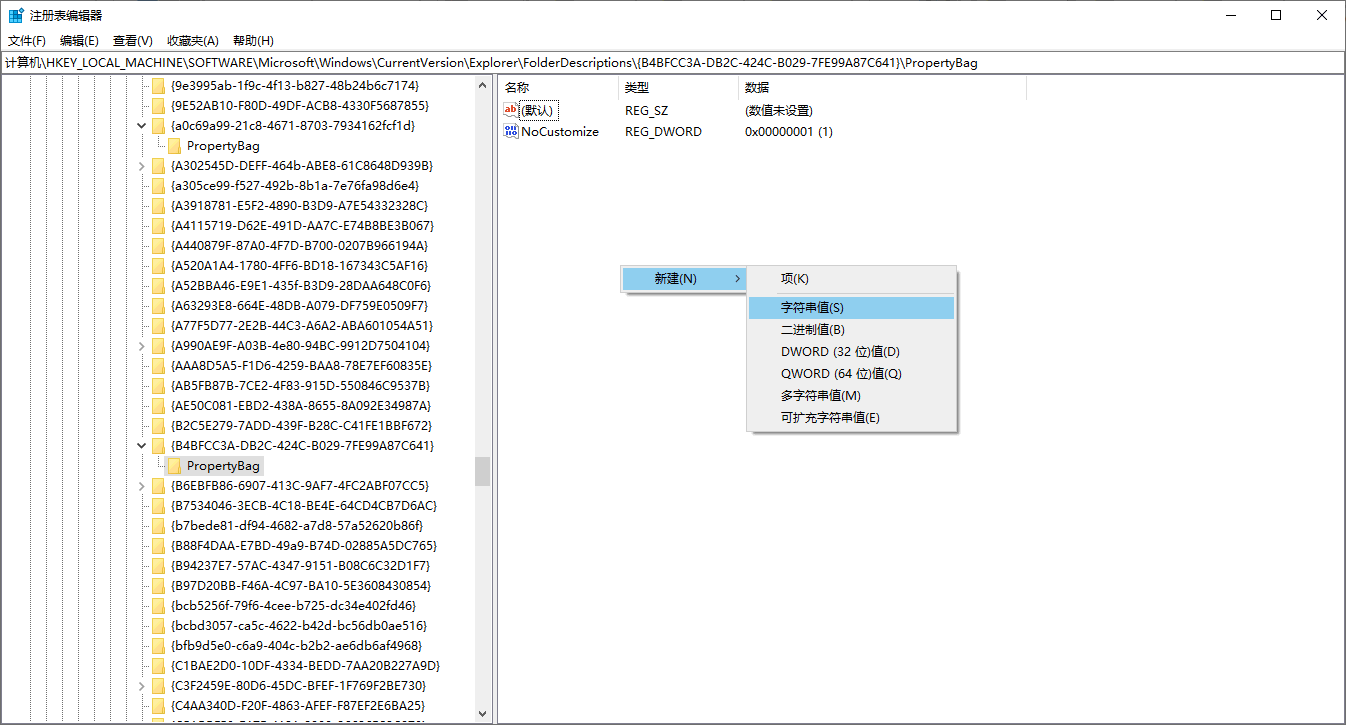 注册表编辑器
文件(F) 编辑(E) 查看(V) 收藏夹(A) 帮助(H)
计算机\HKEY_LOCAL_MACHINE\SOFTWARE\Microsoft\Windows\CurrentVersion\Explorer\FolderDescriptions\{B4BFCC3A-DB2C-424C-B029-7FE99A87C641}\PropertyBag
{9e3995ab-1f9c-4f13-b827-48b24b6c7174}
{9E52AB10-F80D-49DF-ACB8-4330F5687855}
{a0c69a99-21c8-4671-8703-7934162fcf1d}
PropertyBag
{A302545D-DEFF-464b-ABE8-61C8648D939B}
{a305ce99-f527-492b-8b1a-7e76fa98d6e4}
{A3918781-E5F2-4890-B3D9-A7E54332328C}
{A4115719-D62E-491D-AA7C-E74B8BE3B067}
{A440879F-87A0-4F7D-B700-0207B966194A}
{A520A1A4-1780-4FF6-BD18-167343C5AF16}
{A52BBA46-E9E1-435f-B3D9-28DAA648C0F6}
{A63293E8-664E-48DB-A079-DF759E0509F7}
{A77F5D77-2E2B-44C3-A6A2-ABA601054A51}
{A990AE9F-A03B-4e80-94BC-9912D7504104}
{AAA8D5A5-F1D6-4259-BAA8-78E7EF60835E}
{AB5FB87B-7CE2-4F83-915D-550846C9537B}
{AE50C081-EBD2-438A-8655-8A092E34987A}
{B2C5E279-7ADD-439F-B28C-C41FE1BBF672}
{B4BFCC3A-DB2C-424C-B029-7FE99A87C641}
PropertyBag
{B6EBFB86-6907-413C-9AF7-4FC2ABF07CC5}
{B7534046-3ECB-4C18-BE4E-64CD4CB7D6AC}
{b7bede81-df94-4682-a7d8-57a52620b86f}
{B88F4DAA-E7BD-49a9-B74D-02885A5DC765}
{B94237E7-57AC-4347-9151-B08C6C32D1F7}
{B97D20BB-F46A-4C97-BA10-5E3608430854}
{bcb5256f-79f6-4cee-b725-dc34e402fd46}
{bcbd3057-ca5c-4622-b42d-bc56db0ae516}
{bfb9d5e0-c6a9-404c-b2b2-ae6db6af4968}
{C1BAE2D0-10DF-4334-BEDD-7AA20B227A9D}
{C3F2459E-80D6-45DC-BFEF-1F769F2BE730}
{C4AA340D-F20F-4863-AFEF-F87EF2E6BA25}
名称 类型 数据
(默认) REG_SZ (数值未设置)
NoCustomize REG_DWORD 0x00000001 (1)
新建(N)
项(K)
字符串值(S)
二进制值(B)
DWORD (32 位)值(D)
QWORD (64 位)值(Q)
多字符串值(M)
可扩充字符串值(E)